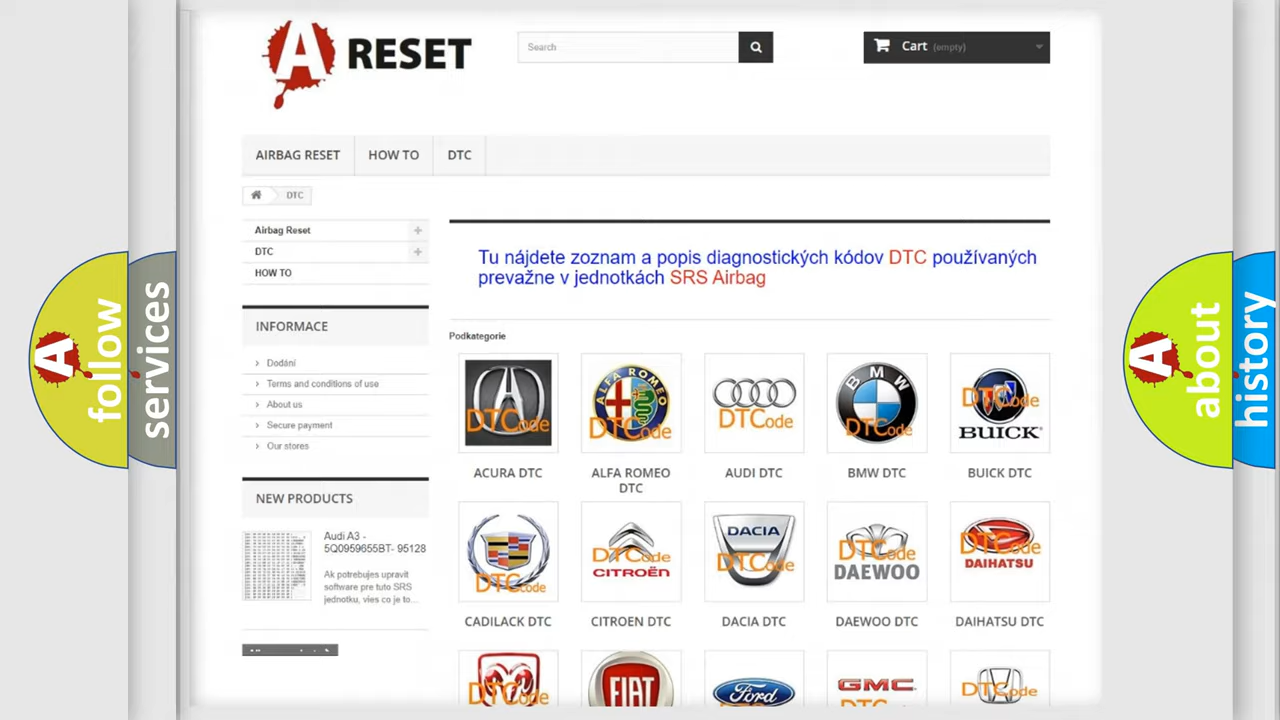 A RESET
Search
Cart (empty)
AIRBAG RESET
HOW TO
DTC
DTC
Airbag Reset
DTC
HOW TO
INFORMACE
Dodání
Terms and conditions of use
About us
Secure payment
Our stores
NEW PRODUCTS
Audi A3 -
5Q0959655BT- 95128
Ak potrebujes upravit
software pre tuto SRS
jednotku, vies co je to...
Tu nájdete zoznam a popis diagnostických kódov DTC používaných
prevažne v jednotkách SRS Airbag
Podkategorie
DTCode
ALFA ROMEO
DTCode
DTCode
BMW
DTCode
DTCode
BUICK
ACURA DTC
ALFA ROMEO
DTC
AUDI DTC
BMW DTC
BUICK DTC
DTCode
DTCode
CITROËN
DACIA
DTCode
DTCode
DAEWOO
DTCode
DAIHATSU
CADILACK DTC
CITROEN DTC
DACIA DTC
DAEWOO DTC
DAIHATSU DTC
DTCode
FIAT
Ford
GMC
DTCode
A
follow
services
A
about
history